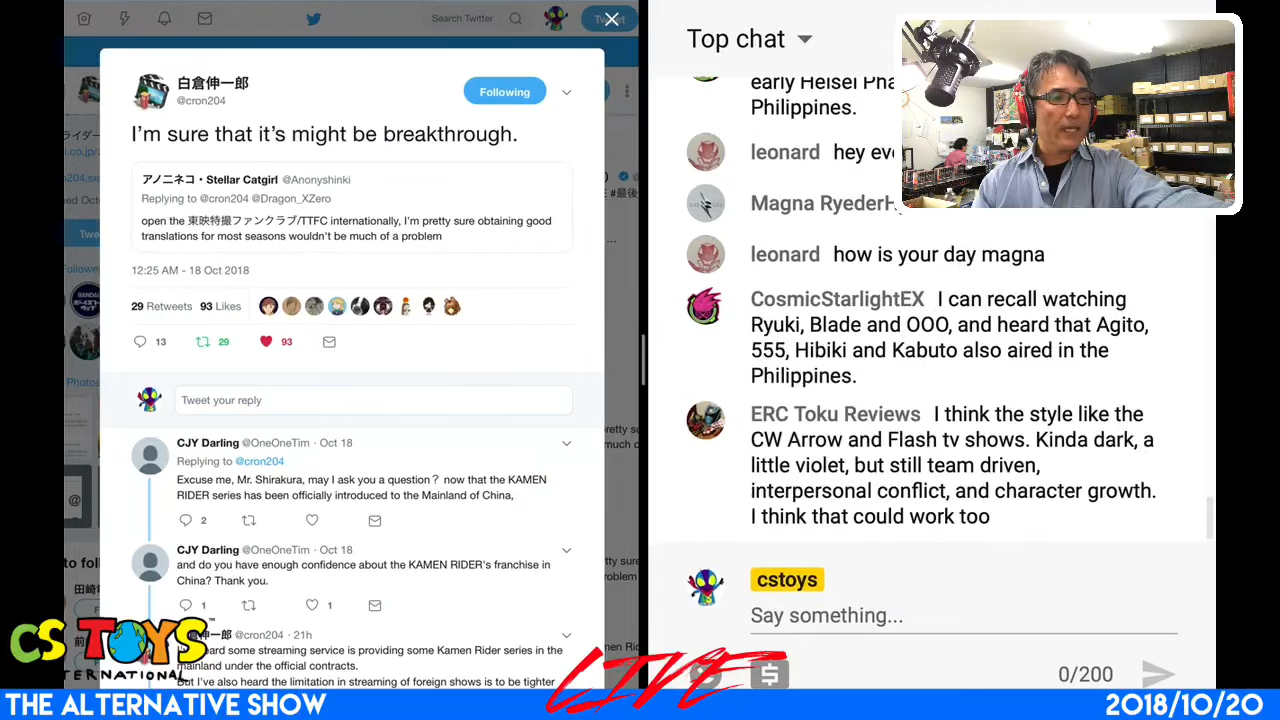 Search Twitter
Tweet
白倉伸一郎
@cron204
Following
I'm sure that it's might be breakthrough.
アノニネコ・Stellar Catgirl @Anonyshinki
Replying to @cron204 @Dragon_XZero
open the 東映特撮ファンクラブ/TTFC internationally, I'm pretty sure obtaining good
translations for most seasons wouldn't be much of a problem
12:25 AM - 18 Oct 2018
29 Retweets 93 Likes
13 29 93
Tweet your reply
CJY Darling @OneOneTim · Oct 18
Replying to @cron204
Excuse me, Mr. Shirakura, may I ask you a question？ now that the KAMEN
RIDER series has been officially introduced to the Mainland of China,
2
CJY Darling @OneOneTim · Oct 18
and do you have enough confidence about the KAMEN RIDER's franchise in
China? Thank you.
1 1
伸一郎 @cron204 · 21h
ard some streaming service is providing some Kamen Rider series in the
mainland under the official contracts.
But I've also heard the limitation in streaming of foreign shows is to be tighter
Top chat
early Heisei Pha
Philippines.
leonard hey eve
Magna RyederH
leonard how is your day magna
CosmicStarlightEX I can recall watching
Ryuki, Blade and OOO, and heard that Agito,
555, Hibiki and Kabuto also aired in the
Philippines.
ERC Toku Reviews I think the style like the
CW Arrow and Flash tv shows. Kinda dark, a
little violet, but still team driven,
interpersonal conflict, and character growth.
I think that could work too
cstoys
Say something...
0/200
CS TOYS
INTERNATIONAL
LIVE
THE ALTERNATIVE SHOW
2018/10/20